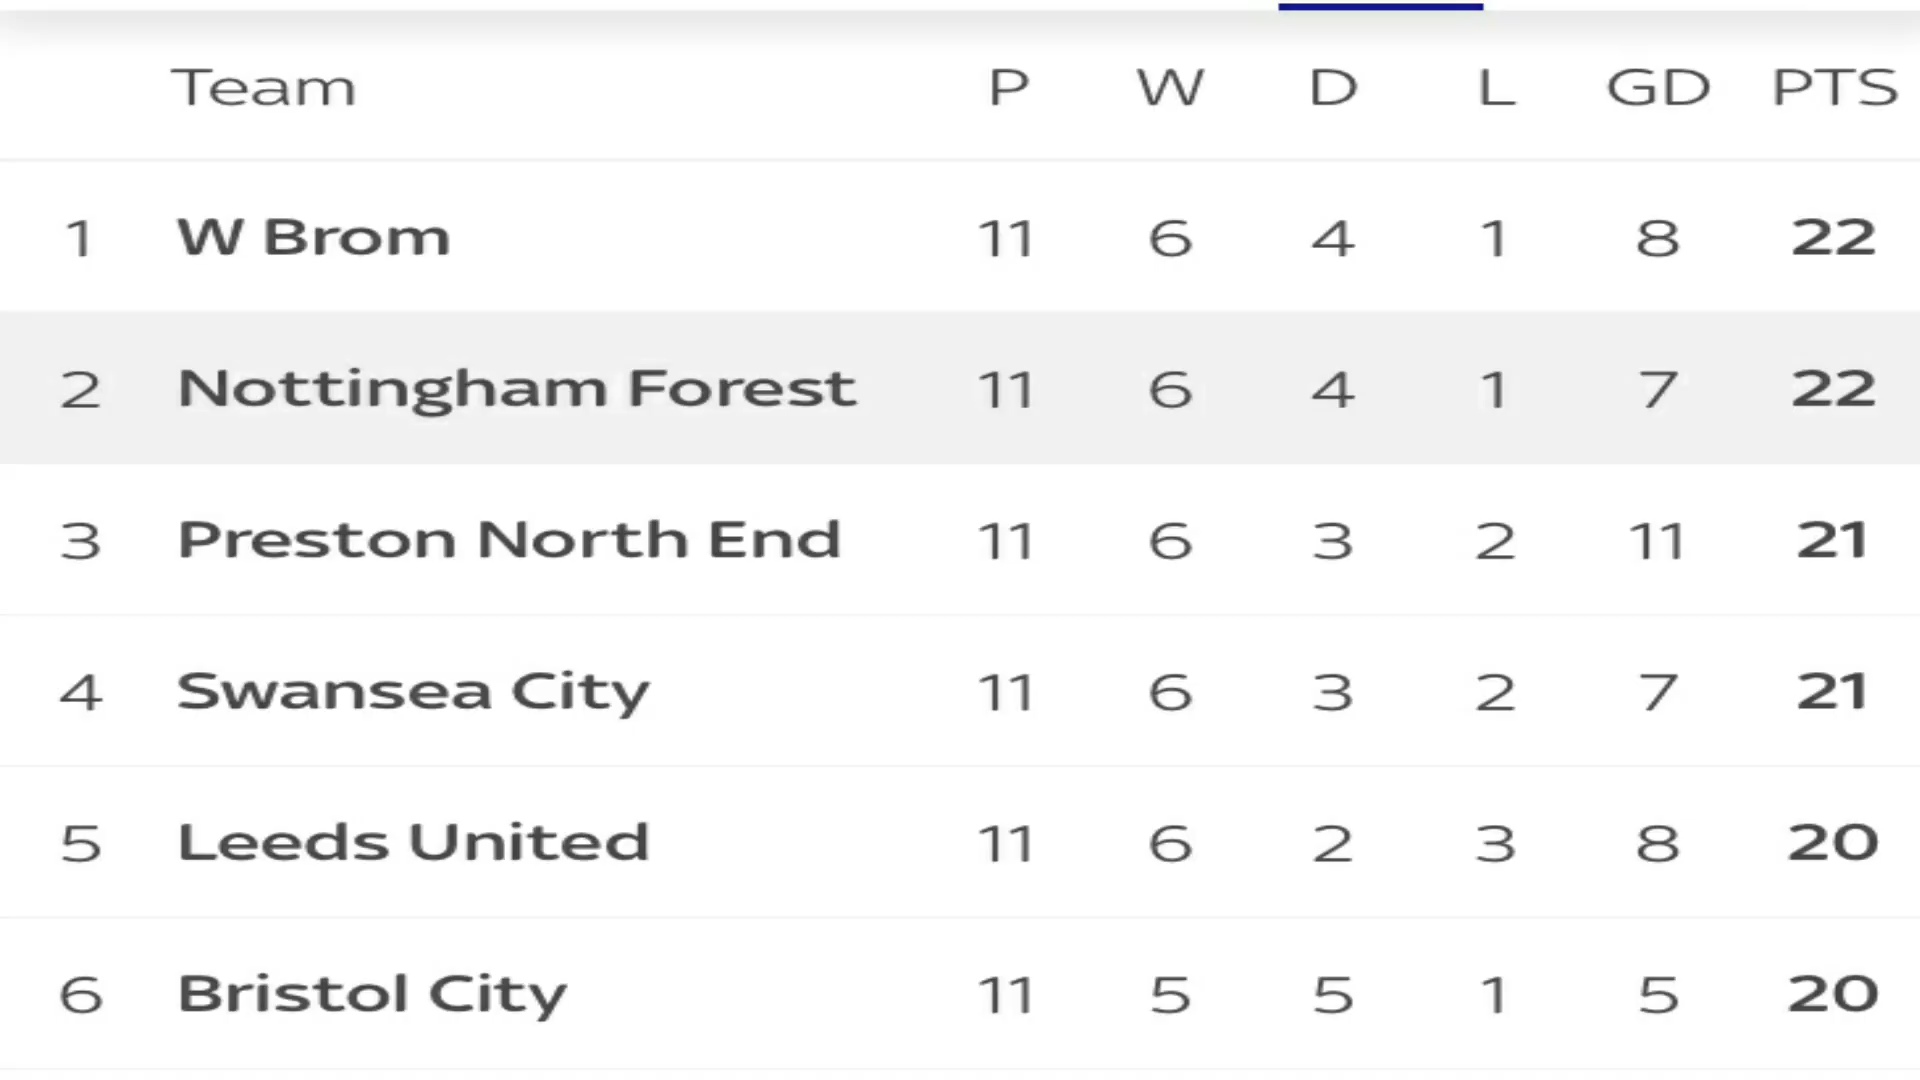 Team P W D L GD PTS
1 W Brom 11 6 4 1 8 22
2 Nottingham Forest 11 6 4 1 7 22
3 Preston North End 11 6 3 2 11 21
4 Swansea City 11 6 3 2 7 21
5 Leeds United 11 6 2 3 8 20
6 Bristol City 11 5 5 1 5 20